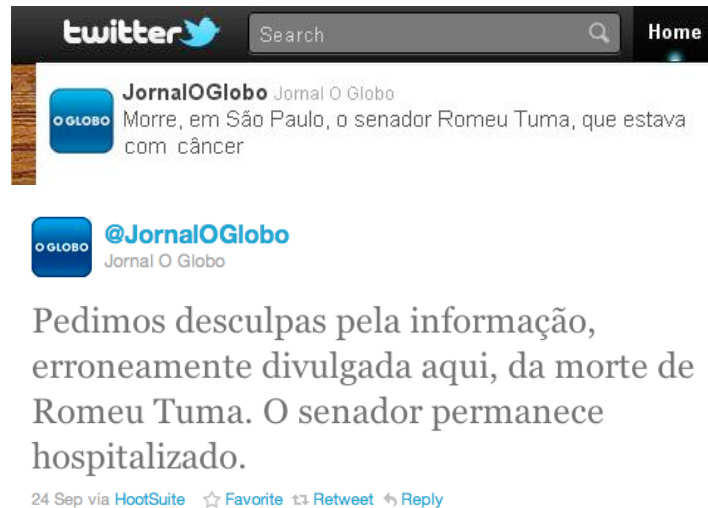 twitter Search Home
JornalOGlobo Jornal O Globo
O GLOBO Morre, em São Paulo, o senador Romeu Tuma, que estava
com câncer
O GLOBO @JornalOGlobo
Jornal O Globo
Pedimos desculpas pela informação,
erroneamente divulgada aqui, da morte de
Romeu Tuma. O senador permanece
hospitalizado.
24 Sep via HootSuite Favorite Retweet Reply